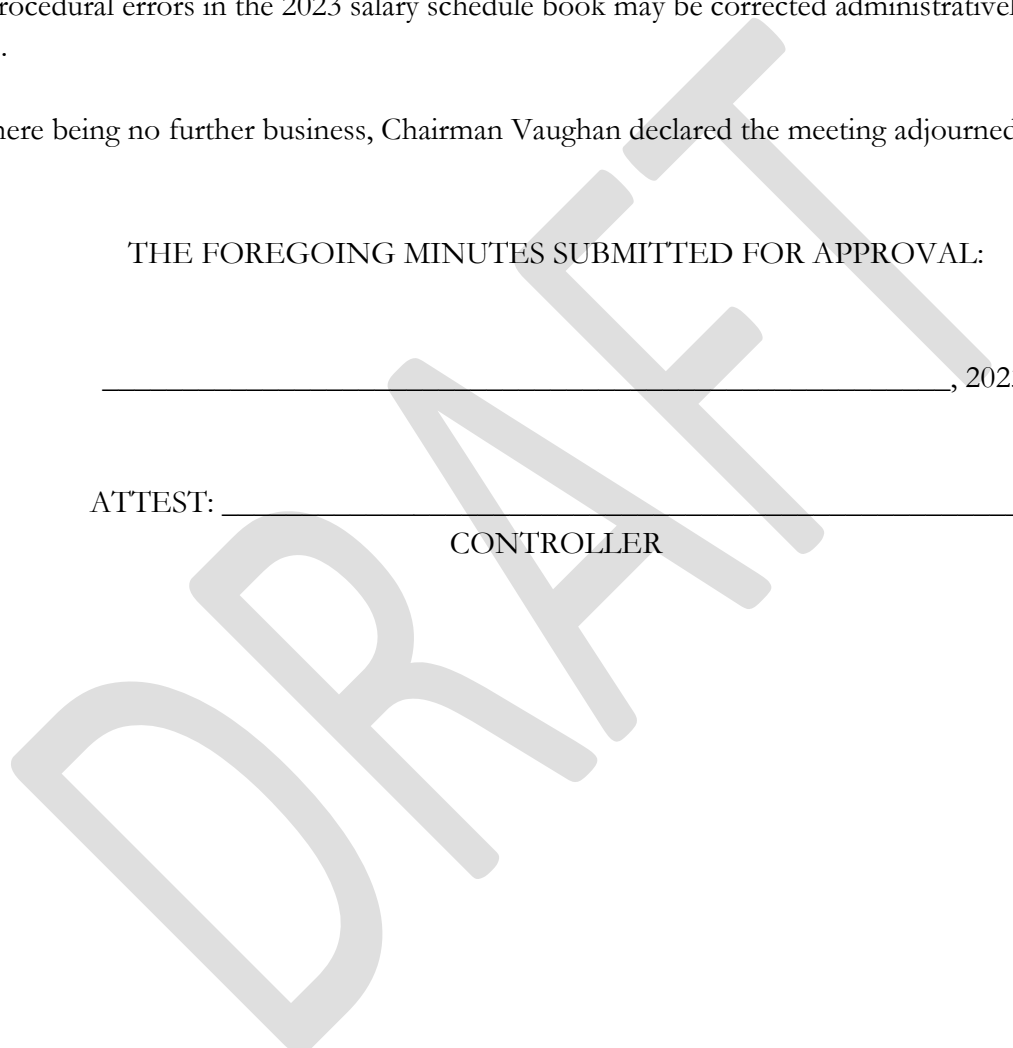 rocedural errors in the 2023 salary schedule book may be corrected administrativel
.
here being no further business, Chairman Vaughan declared the meeting adjourned
THE FOREGOING MINUTES SUBMITTED FOR APPROVAL:
, 202
ATTEST:
CONTROLLER
DRAFT